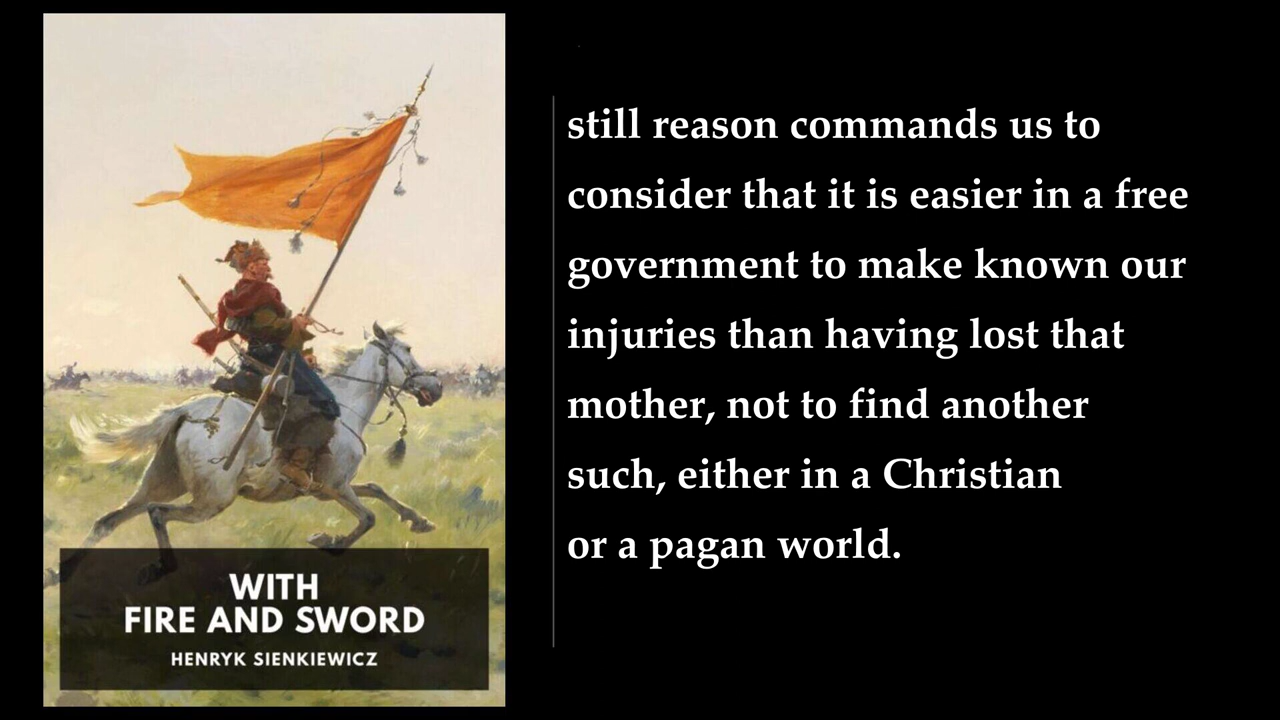 still reason commands us to
consider that it is easier in a free
government to make known our
injuries than having lost that
mother, not to find another
such, either in a Christian
or a pagan world.
WITH
FIRE AND SWORD
HENRYK SIENKIEWICZ